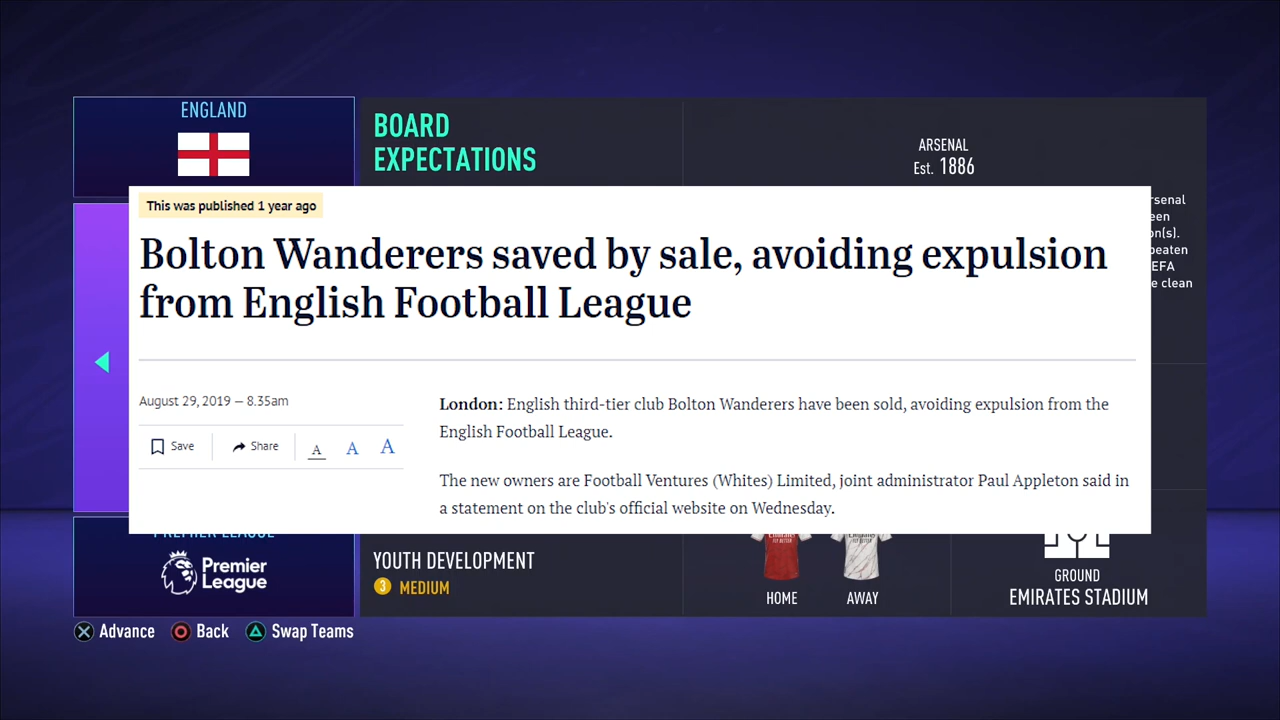 ENGLAND
BOARD
EXPECTATIONS
ARSENAL
Est. 1886
This was published 1 year ago
Bolton Wanderers saved by sale, avoiding expulsion
from English Football League
August 29, 2019 — 8.35am
Save
Share
A
A
A
London: English third-tier club Bolton Wanderers have been sold, avoiding expulsion from the
English Football League.
The new owners are Football Ventures (Whites) Limited, joint administrator Paul Appleton said in
a statement on the club's official website on Wednesday.
PREMIER LEAGUE
Premier
League
YOUTH DEVELOPMENT
3 MEDIUM
HOME
AWAY
GROUND
EMIRATES STADIUM
Advance
Back
Swap Teams